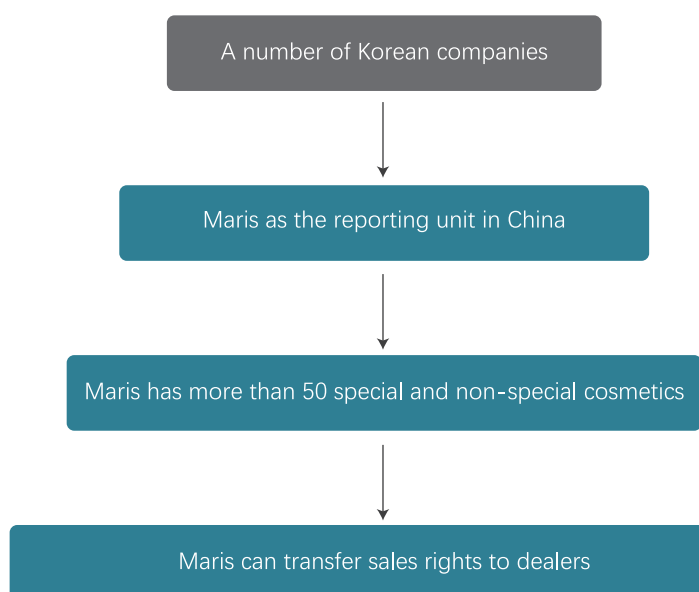 A number of Korean companies
Maris as the reporting unit in China
Maris has more than 50 special and non-special cosmetics
Maris can transfer sales rights to dealers